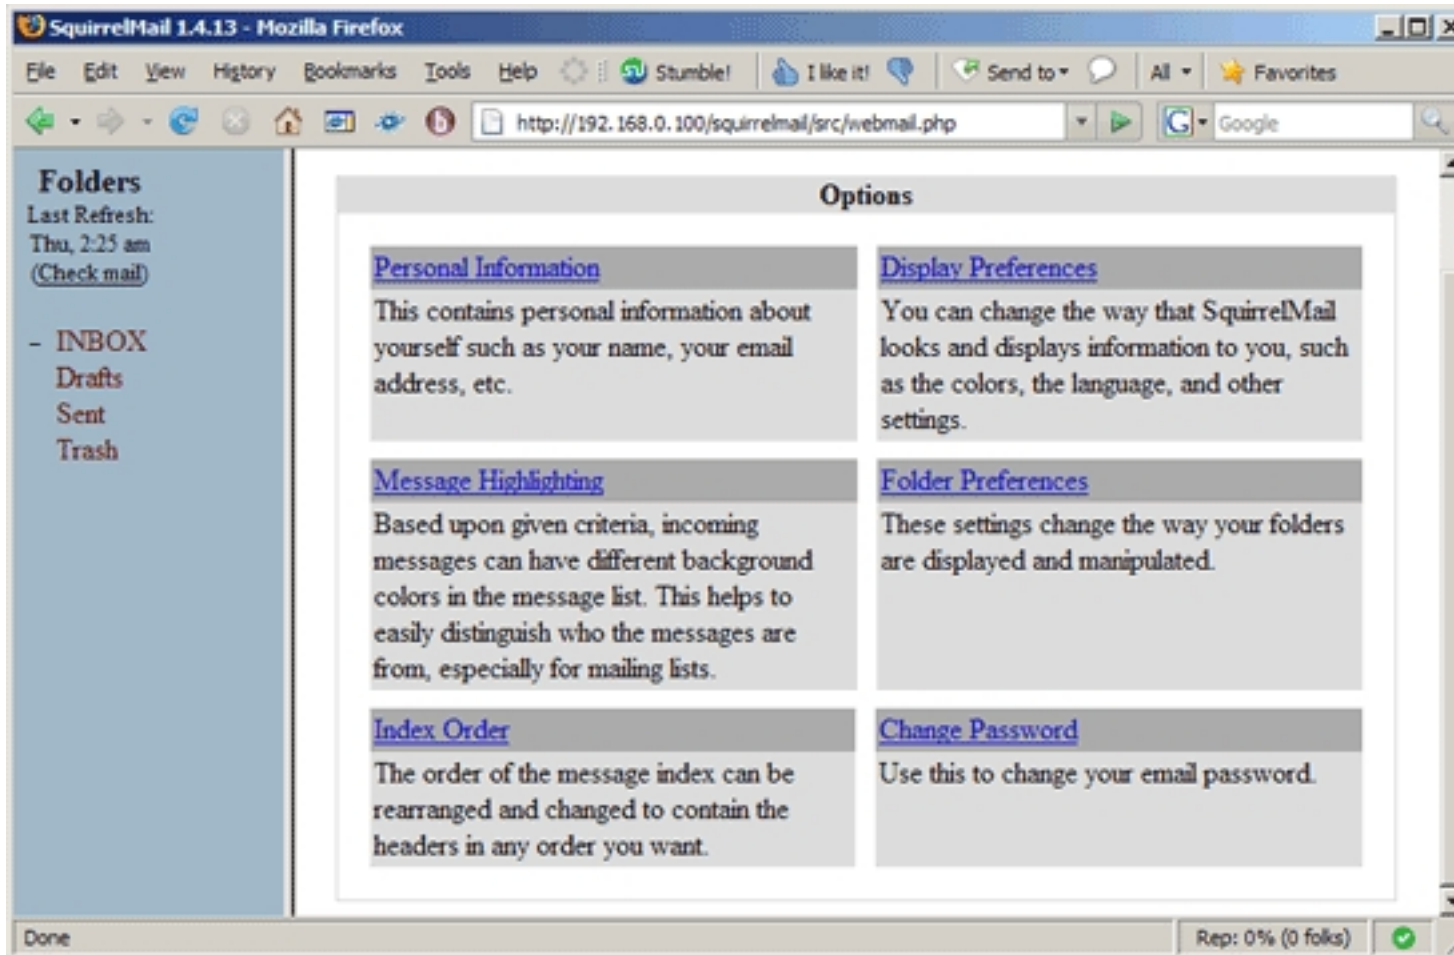 SquirrelMail 1.4.13 - Mozilla Firefox
File Edit View History Bookmarks Tools Help Stumble! I like it! Send to All Favorites
http://192.168.0.100/squirrelmail/src/webmail.php G Google
Folders
Last Refresh:
Thu, 2:25 am
(Check mail)
- INBOX
Drafts
Sent
Trash
Options
Personal Information
This contains personal information about
yourself such as your name, your email
address, etc.
Display Preferences
You can change the way that SquirrelMail
looks and displays information to you, such
as the colors, the language, and other
settings.
Message Highlighting
Based upon given criteria, incoming
messages can have different background
colors in the message list. This helps to
easily distinguish who the messages are
from, especially for mailing lists.
Folder Preferences
These settings change the way your folders
are displayed and manipulated.
Index Order
The order of the message index can be
rearranged and changed to contain the
headers in any order you want.
Change Password
Use this to change your email password.
Done
Rep: 0% (0 folks)